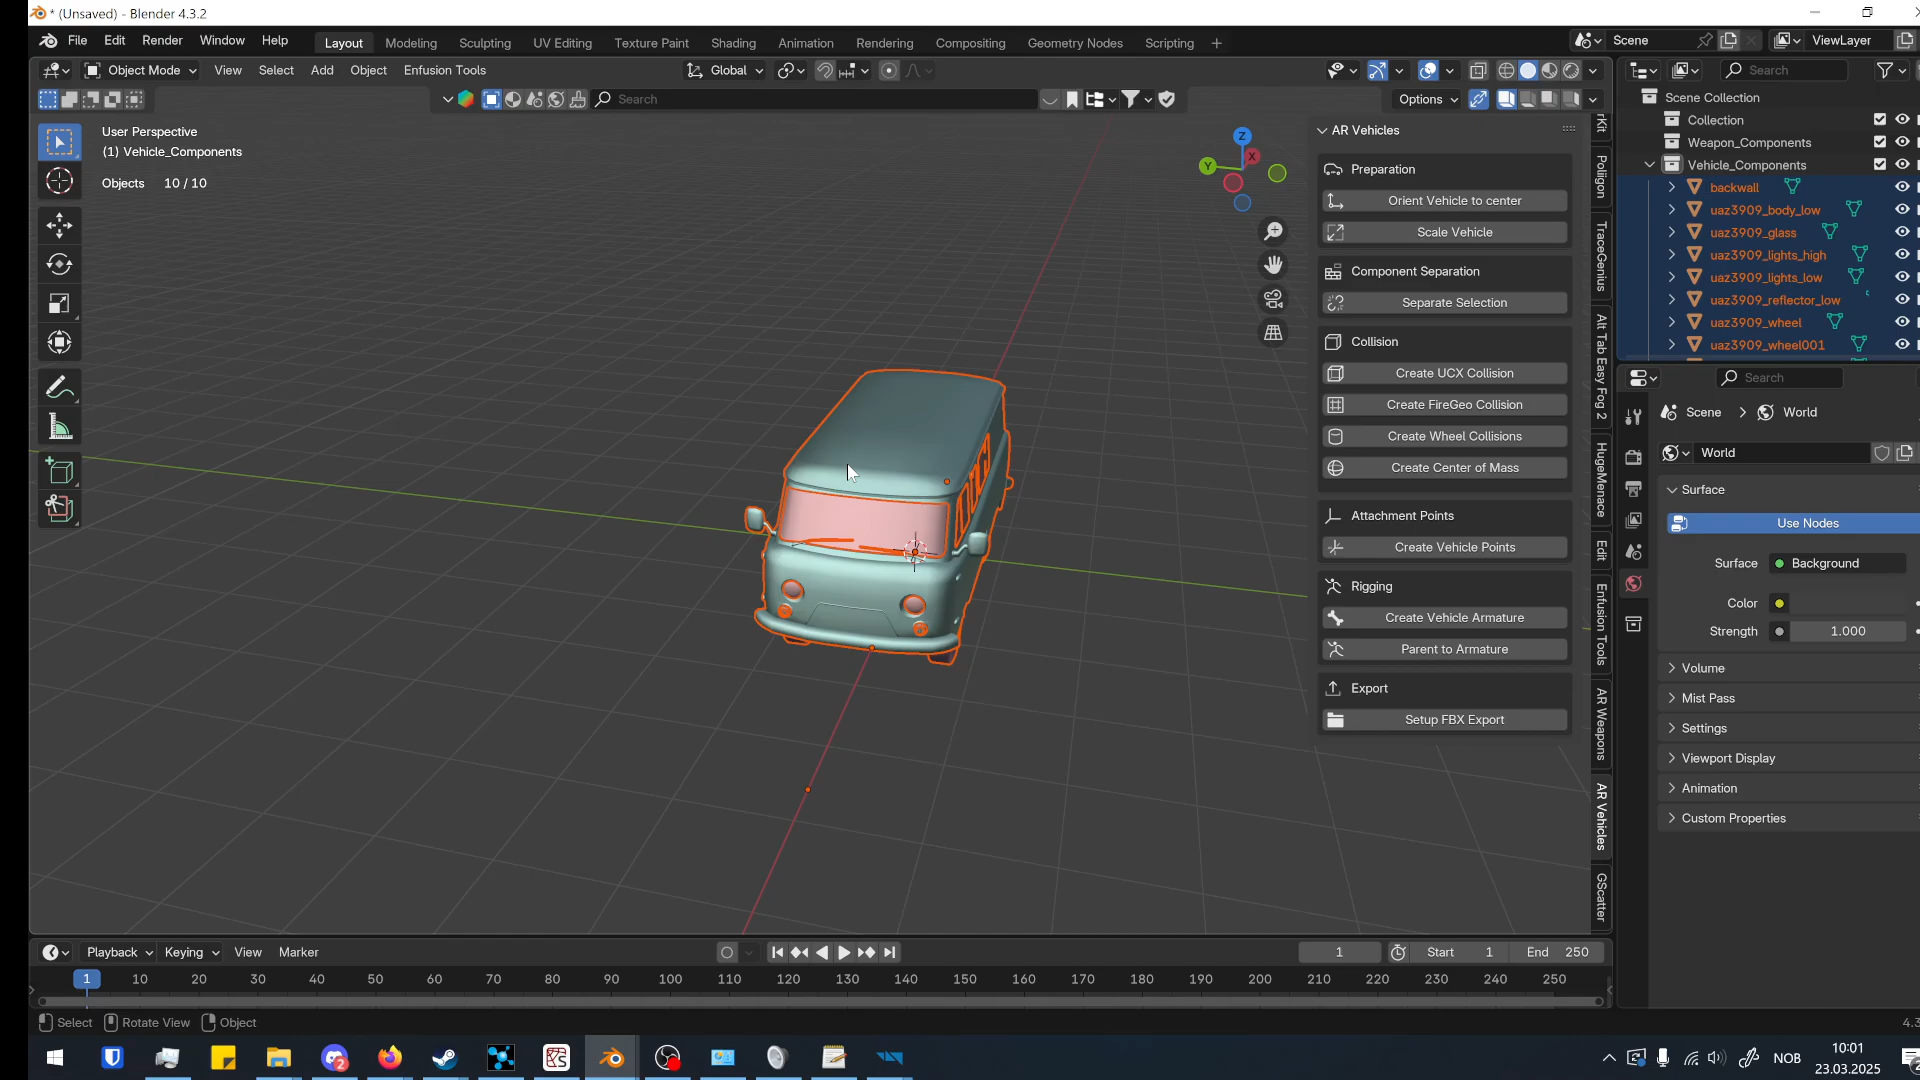 * (Unsaved) - Blender 4.3.2
File Edit Render Window Help Layout Modeling Sculpting UV Editing Texture Paint Shading Animation Rendering Compositing Geometry Nodes Scripting + Scene ViewLayer
Object Mode View Select Add Object Enfusion Tools Global Search
Search Options
User Perspective
(1) Vehicle_Components
Objects 10 / 10
Z
X
Y
AR Vehicles
Preparation
Orient Vehicle to center
Scale Vehicle
Component Separation
Separate Selection
Collision
Create UCX Collision
Create FireGeo Collision
Create Wheel Collisions
Create Center of Mass
Attachment Points
Create Vehicle Points
Rigging
Create Vehicle Armature
Parent to Armature
Export
Setup FBX Export
rKit
Poliigon
TraceGenius
Alt Tab Easy Fog 2
HugeMenace
Edit
Enfusion Tools
AR Weapons
AR Vehicles
GScatter
Scene Collection
Collection
Weapon_Components
Vehicle_Components
backwall
uaz3909_body_low
uaz3909_glass
uaz3909_lights_high
uaz3909_lights_low
uaz3909_reflector_low
uaz3909_wheel
uaz3909_wheel001
Search
Scene > World
World
Surface
Use Nodes
Surface Background
Color
Strength 1.000
Volume
Mist Pass
Settings
Viewport Display
Animation
Custom Properties
Playback Keying View Marker 1 Start 1 End 250
1 10 20 30 40 50 60 70 80 90 100 110 120 130 140 150 160 170 180 190 200 210 220 230 240 250
Select Rotate View Object 4.3
2 NOB 10:01
23.03.2025